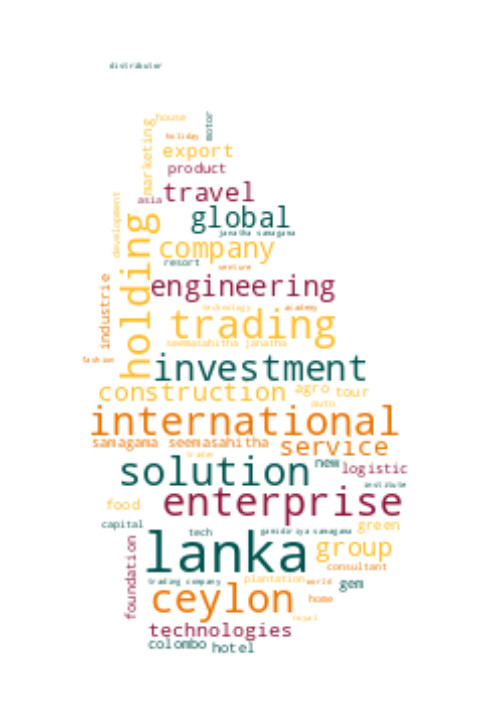 distributor
house
motor
marketing
holiday
export
product
asia
travel
development
global
janatha samagama
company
resort
venture
holding
engineering
industrie
technology
academy
trading
seemasahitha janatha
fashion
investment
construction
agro
tour
auto
international
samagama
seemasahitha
service
trader
solution
new
logistic
institute
enterprise
food
capital
tech
gamidiriya samagama
green
lanka
group
foundation
consultant
trading company
plantation
world
gem
ceylon
home
royal
technologies
colombo
hotel